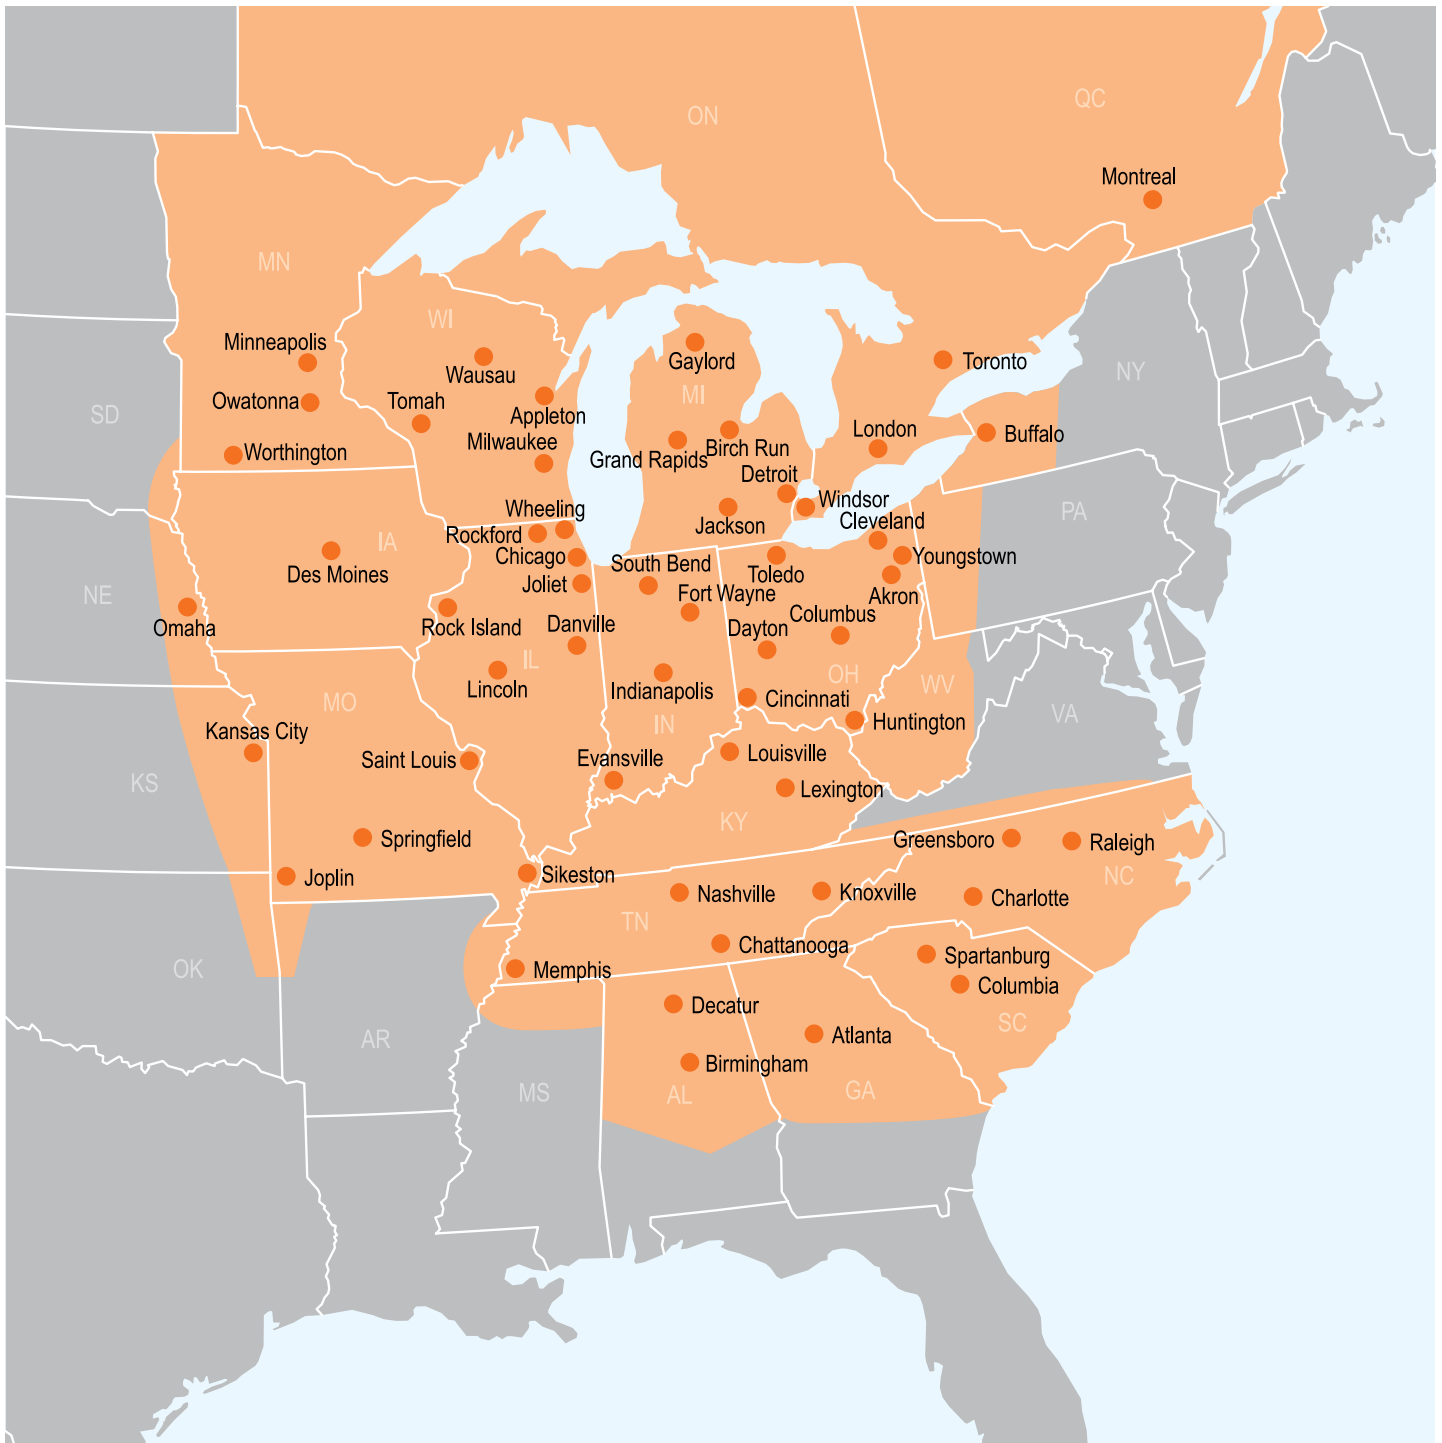 ON
QC
Montreal
MN
WI
Minneapolis
Wausau
Gaylord
Toronto
NY
Owatonna
Tomah
Appleton
MI
SD
Worthington
Milwaukee
Grand Rapids
Birch Run
London
Buffalo
Detroit
Windsor
Wheeling
Jackson
Cleveland
PA
Rockford
IA
Chicago
South Bend
Youngstown
Des Moines
Joliet
Toledo
NE
Fort Wayne
Akron
Omaha
Rock Island
Danville
Dayton
Columbus
IL
OH
WV
Lincoln
Indianapolis
Cincinnati
MO
IN
Huntington
VA
Kansas City
Saint Louis
Evansville
Louisville
KS
Lexington
KY
Springfield
Greensboro
Raleigh
Joplin
Sikeston
NC
Nashville
Knoxville
Charlotte
TN
Chattanooga
Spartanburg
OK
Memphis
Columbia
Decatur
SC
AR
Atlanta
Birmingham
MS
AL
GA